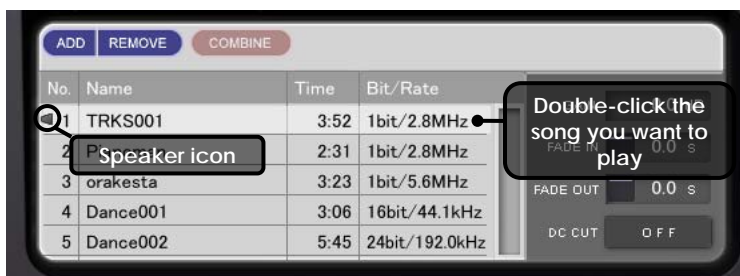 ADD REMOVE COMBINE
No. Name Time Bit/Rate
1 TRKS001 3:52 1bit/2.8MHz
Double-click the
song you want to
play
Speaker icon
2 2:31 1bit/2.8MHz
FADE IN 0.0 s
3 orakesta 3:23 1bit/5.6MHz
FADE OUT 0.0 s
4 Dance001 3:06 16bit/44.1kHz
5 Dance002 5:45 24bit/192.0kHz
DC CUT OFF